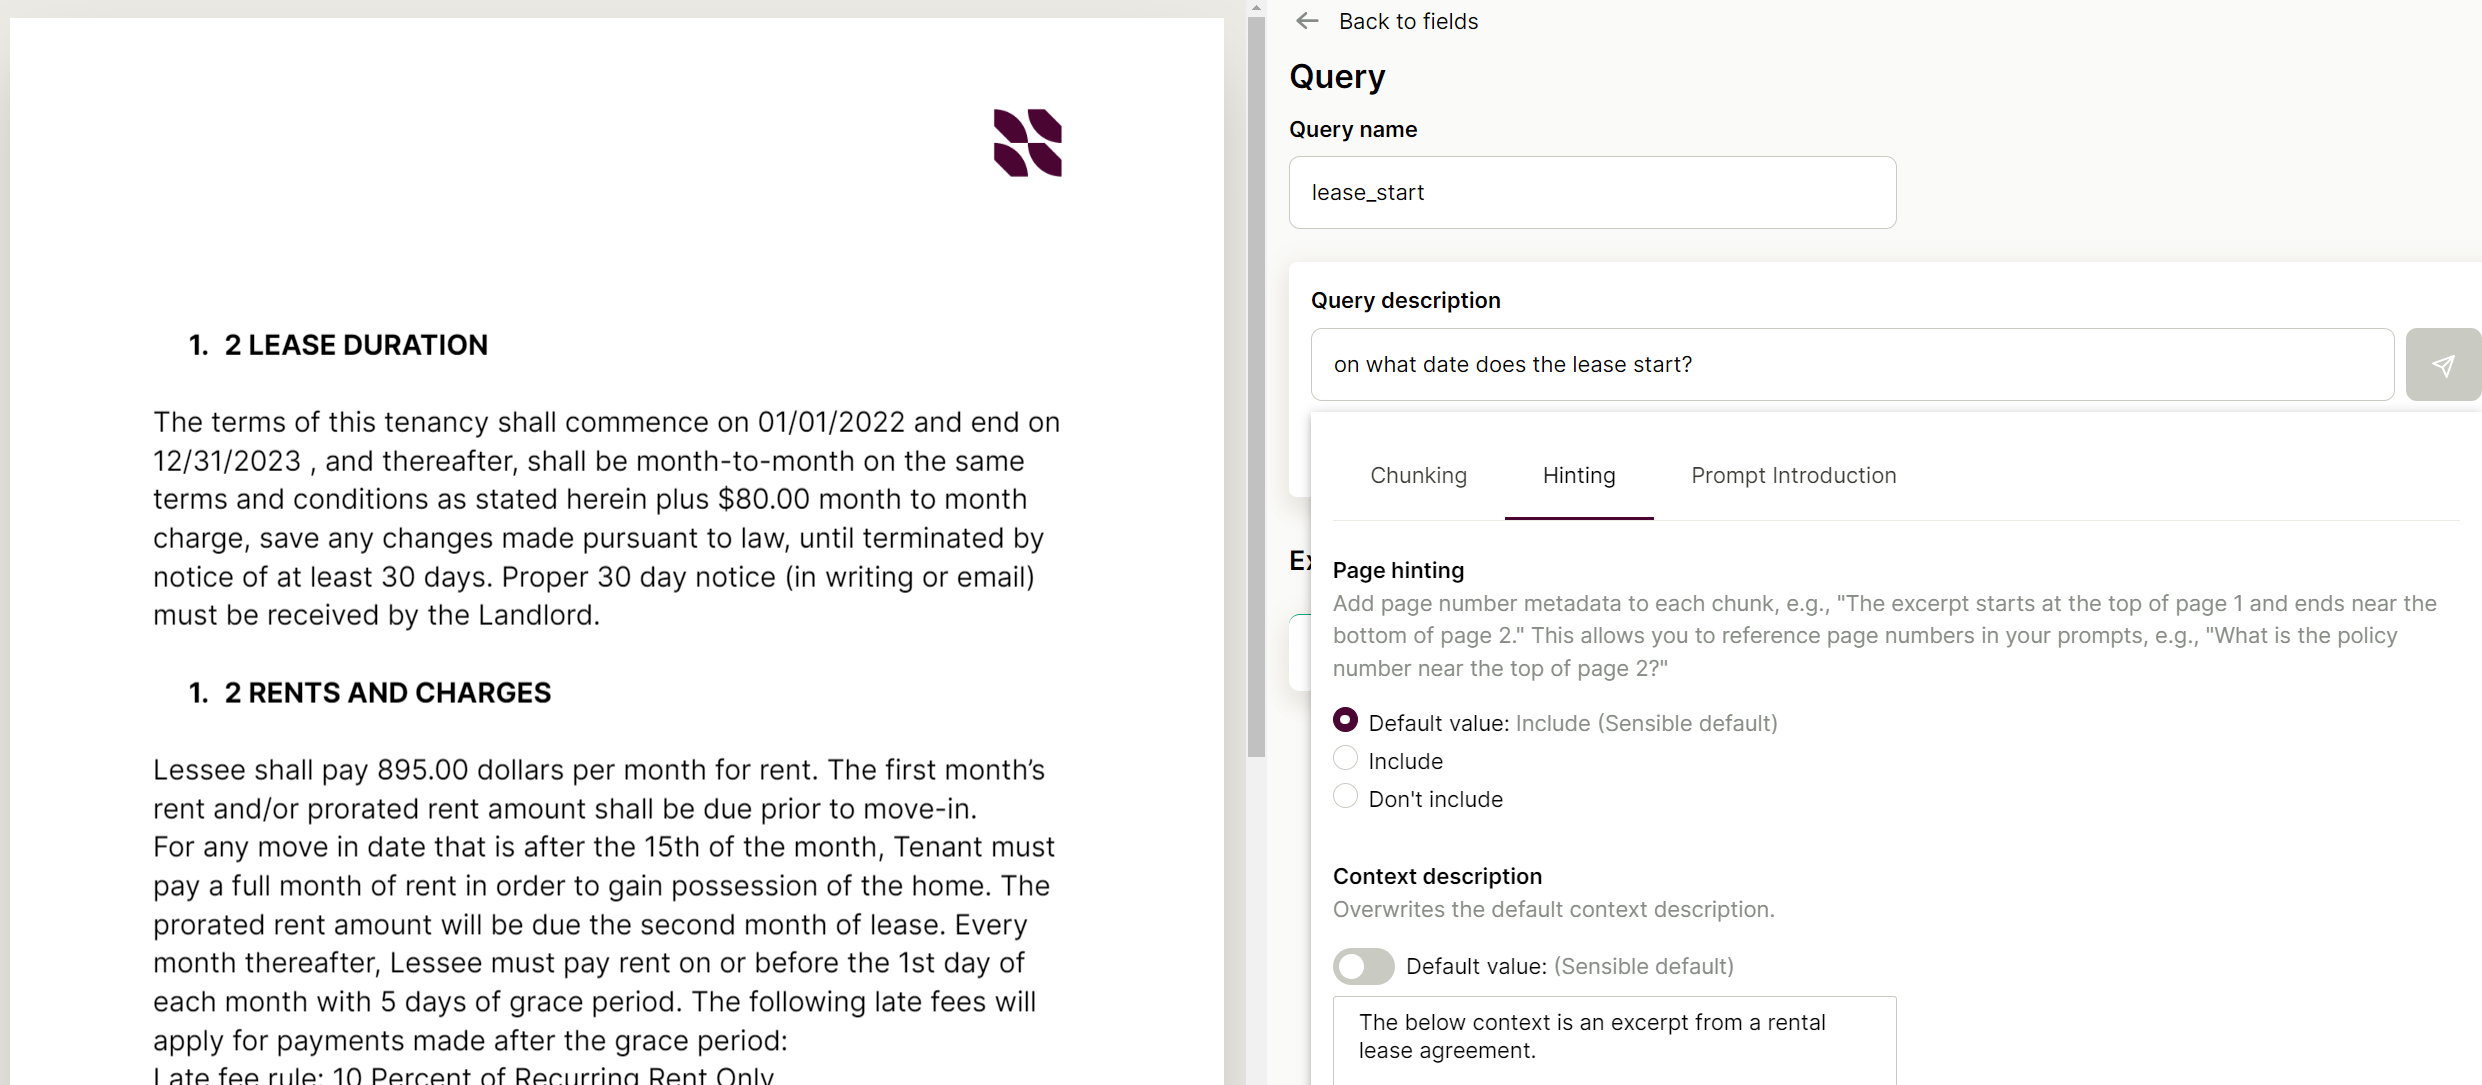 1. 2 LEASE DURATION
The terms of this tenancy shall commence on 01/01/2022 and end on
12/31/2023 , and thereafter, shall be month-to-month on the same
terms and conditions as stated herein plus $80.00 month to month
charge, save any changes made pursuant to law, until terminated by
notice of at least 30 days. Proper 30 day notice (in writing or email)
must be received by the Landlord.
1. 2 RENTS AND CHARGES
Lessee shall pay 895.00 dollars per month for rent. The first month’s
rent and/or prorated rent amount shall be due prior to move-in.
For any move in date that is after the 15th of the month, Tenant must
pay a full month of rent in order to gain possession of the home. The
prorated rent amount will be due the second month of lease. Every
month thereafter, Lessee must pay rent on or before the 1st day of
each month with 5 days of grace period. The following late fees will
apply for payments made after the grace period:
Late fee rule: 10 Percent of Recurring Rent Only
Back to fields
Query
Query name
lease_start
Query description
on what date does the lease start?
Chunking Hinting Prompt Introduction
Page hinting
Add page number metadata to each chunk, e.g., "The excerpt starts at the top of page 1 and ends near the
bottom of page 2." This allows you to reference page numbers in your prompts, e.g., "What is the policy
number near the top of page 2?"
Default value: Include (Sensible default)
Include
Don't include
Context description
Overwrites the default context description.
Default value: (Sensible default)
The below context is an excerpt from a rental
lease agreement.